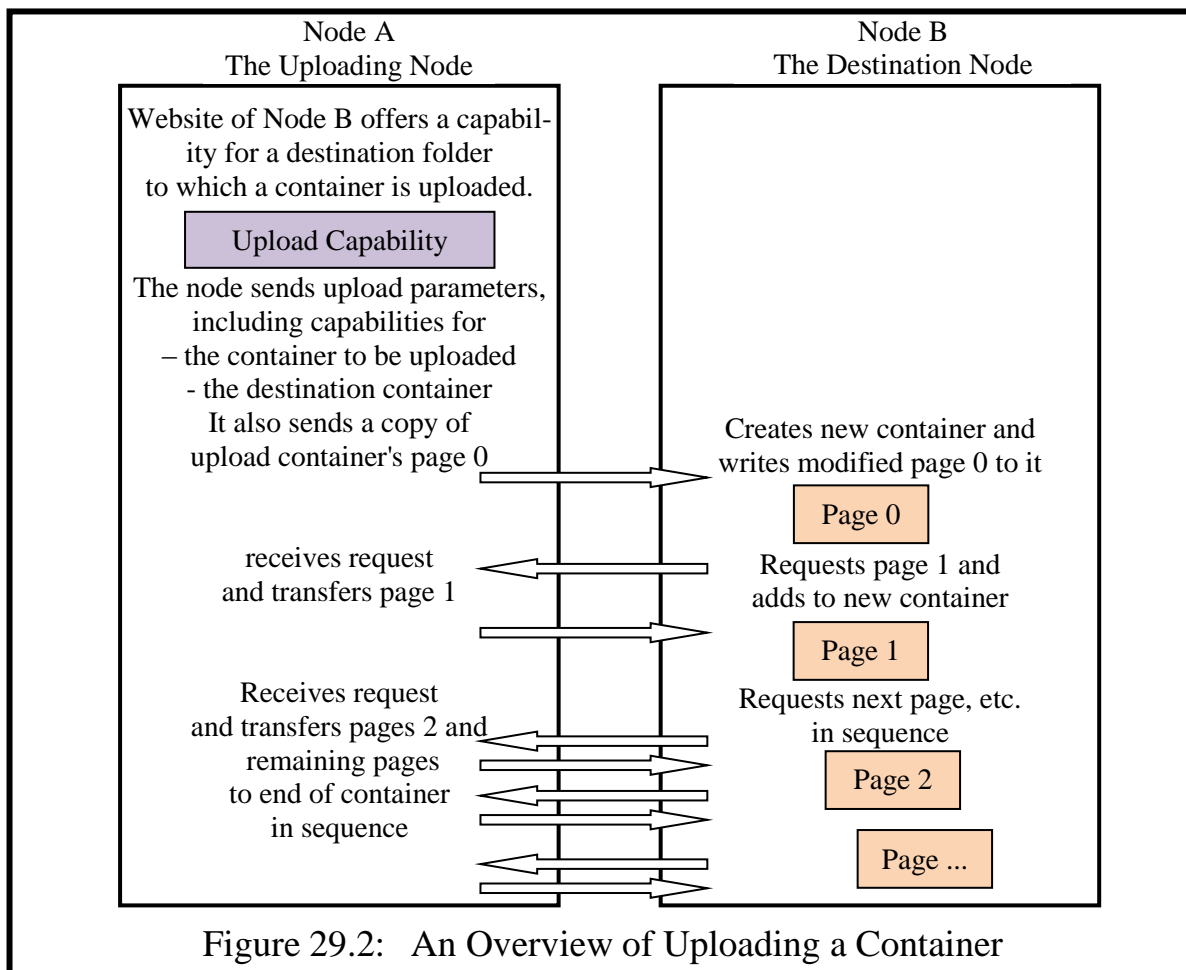 Node A
The Uploading Node
Website of Node B offers a capabil-
ity for a destination folder
to which a container is uploaded.
Upload Capability
The node sends upload parameters,
including capabilities for
– the container to be uploaded
- the destination container
It also sends a copy of
upload container's page 0
receives request
and transfers page 1
Receives request
and transfers pages 2 and
remaining pages
to end of container
in sequence
Node B
The Destination Node
Creates new container and
writes modified page 0 to it
Page 0
Requests page 1 and
adds to new container
Page 1
Requests next page, etc.
in sequence
Page 2
Page ...
Figure 29.2: An Overview of Uploading a Container